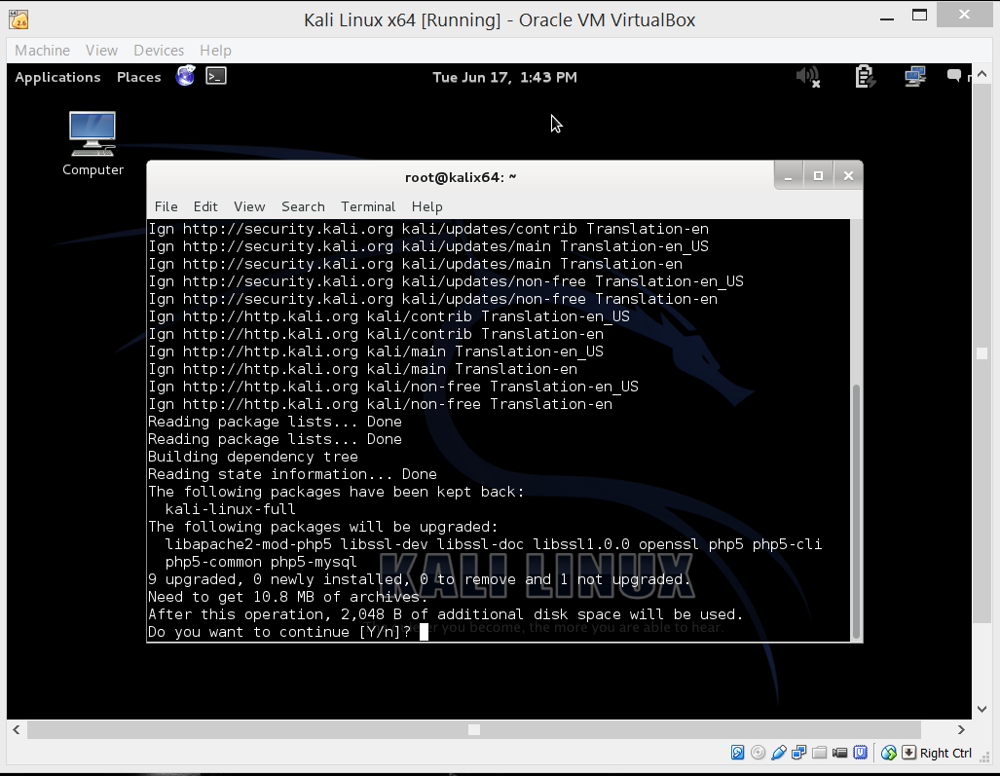 Kali Linux x64 [Running] - Oracle VM VirtualBox
Machine View Devices Help
Applications Places Tue Jun 17, 1:43 PM
Computer
root@kalix64: ~
File Edit View Search Terminal Help
Ign http://security.kali.org kali/updates/contrib Translation-en
Ign http://security.kali.org kali/updates/main Translation-en_US
Ign http://security.kali.org kali/updates/main Translation-en
Ign http://security.kali.org kali/updates/non-free Translation-en_US
Ign http://security.kali.org kali/updates/non-free Translation-en
Ign http://http.kali.org kali/contrib Translation-en_US
Ign http://http.kali.org kali/contrib Translation-en
Ign http://http.kali.org kali/main Translation-en_US
Ign http://http.kali.org kali/main Translation-en
Ign http://http.kali.org kali/non-free Translation-en_US
Ign http://http.kali.org kali/non-free Translation-en
Reading package lists... Done
Reading package lists... Done
Building dependency tree
Reading state information... Done
The following packages have been kept back:
kali-linux-full
The following packages will be upgraded:
libapache2-mod-php5 libssl-dev libssl-doc libssl1.0.0 openssl php5 php5-cli
php5-common php5-mysql
9 upgraded, 0 newly installed, 0 to remove and 1 not upgraded.
KALI LINUX
Need to get 10.8 MB of archives.
After this operation, 2,048 B of additional disk space will be used.
Do you want to continue [Y/n]?
you become, the more you are able to hear.
Right Ctrl